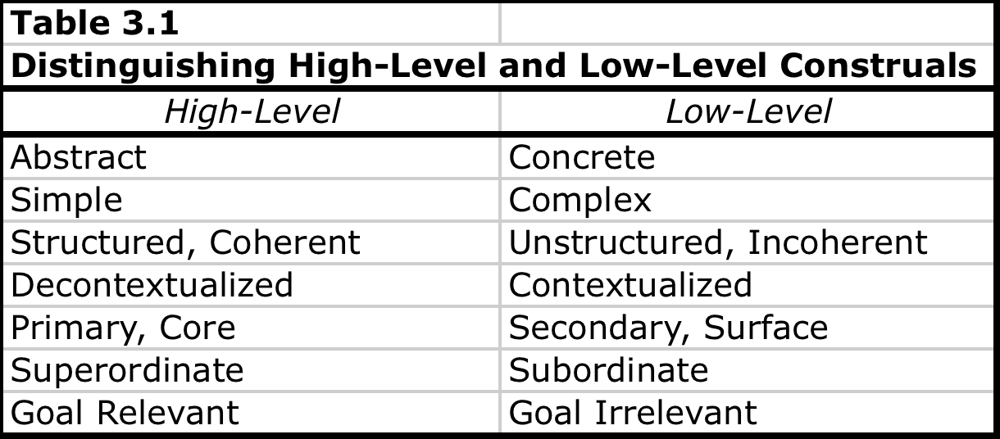 Table 3.1
Distinguishing High-Level and Low-Level Construals
High-Level Low-Level
Abstract Concrete
Simple Complex
Structured, Coherent Unstructured, Incoherent
Decontextualized Contextualized
Primary, Core Secondary, Surface
Superordinate Subordinate
Goal Relevant Goal Irrelevant